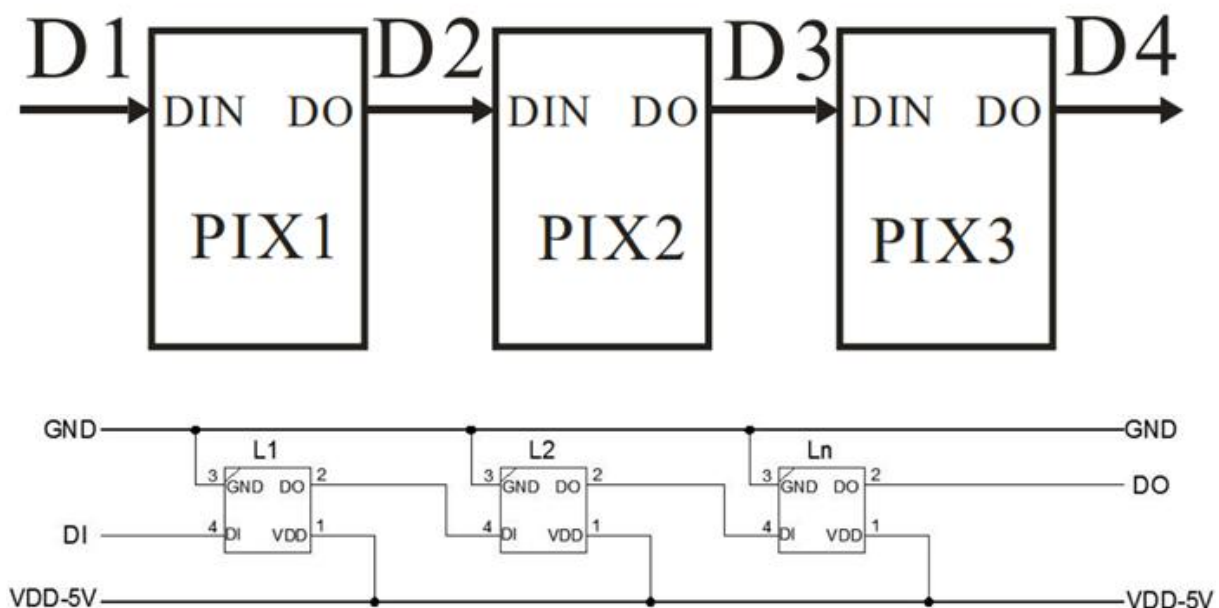 D1 D2 D3 D4
DIN DO DIN DO DIN DO
PIX1 PIX2 PIX3
GND GND
L1 L2 Ln
3 2 3 2 3 2
GND DO GND DO GND DO DO
DI 4 1 4 1 4 1
DI VDD DI VDD DI VDD
VDD-5V VDD-5V